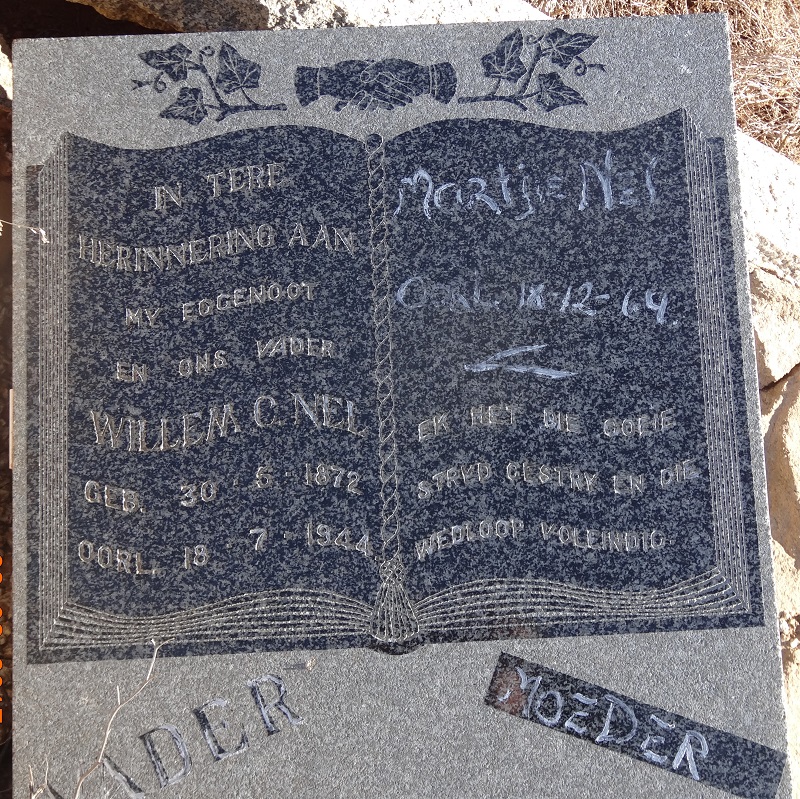 IN TERE
HERINNERING AAN
MY EGGENOOT
EN ONS VADER
WILLEM C. NEL
GEB. 30 - 5 - 1872
OORL. 18 - 7 - 1944
Martjie Nel
Oorl. 18-12-64.
EK HET DIE GOEIE
STRYD GESTRY EN DIE
WEDLOOP VOLEINDIG.
VADER
MOEDER